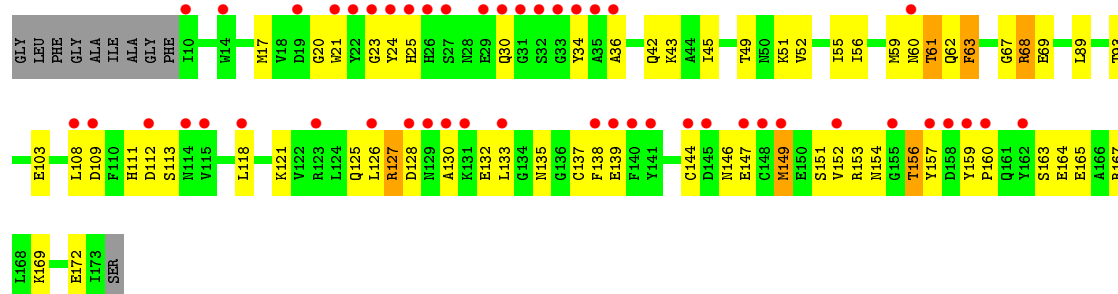 GLY LEU PHE GLY ALA ILE ALA GLY PHE I10 W14 M17 V18 D19 G20 W21 Y22 G23 Y24 H25 H26 S27 N28 E29 Q30 G31 S32 G33 Y34 A35 A36 Q42 K43 A44 I45 T49 N50 K51 V52 I55 I56 M59 N60 T61 Q62 F63 G67 R68 E69 L89 T93
E103 L108 D109 F110 H111 D112 S113 N114 V115 L118 K121 V122 R123 L124 Q125 L126 R127 D128 N129 A130 K131 E132 L133 G134 N135 G136 C137 F138 E139 F140 Y141 C144 D145 N146 E147 C148 M149 E150 S151 V152 R153 N154 G155 T156 Y157 D158 Y159 P160 Q161 Y162 S163 E164 E165 A166 R167
L168 K169 E172 I173 SER